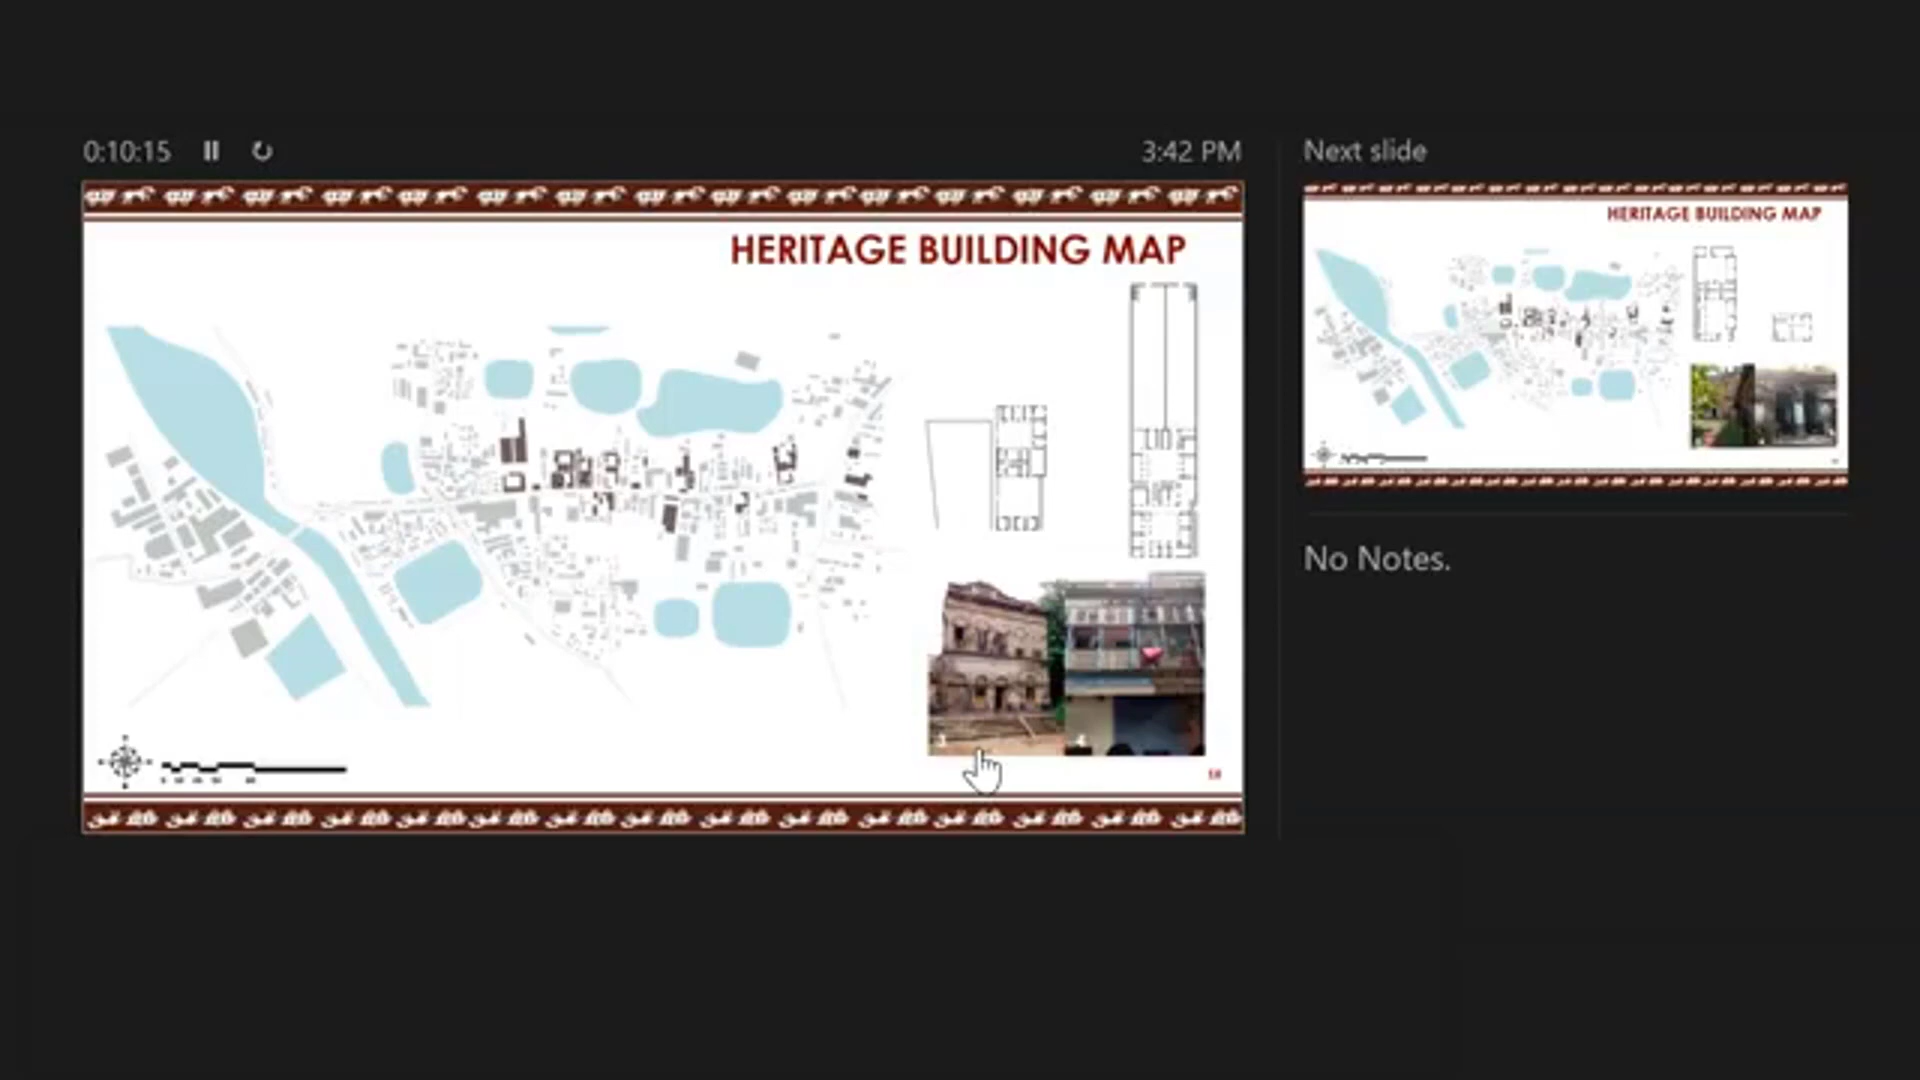 0:10:15
3:42 PM
Next slide
HERITAGE BUILDING MAP
HERITAGE BUILDING MAP
No Notes.